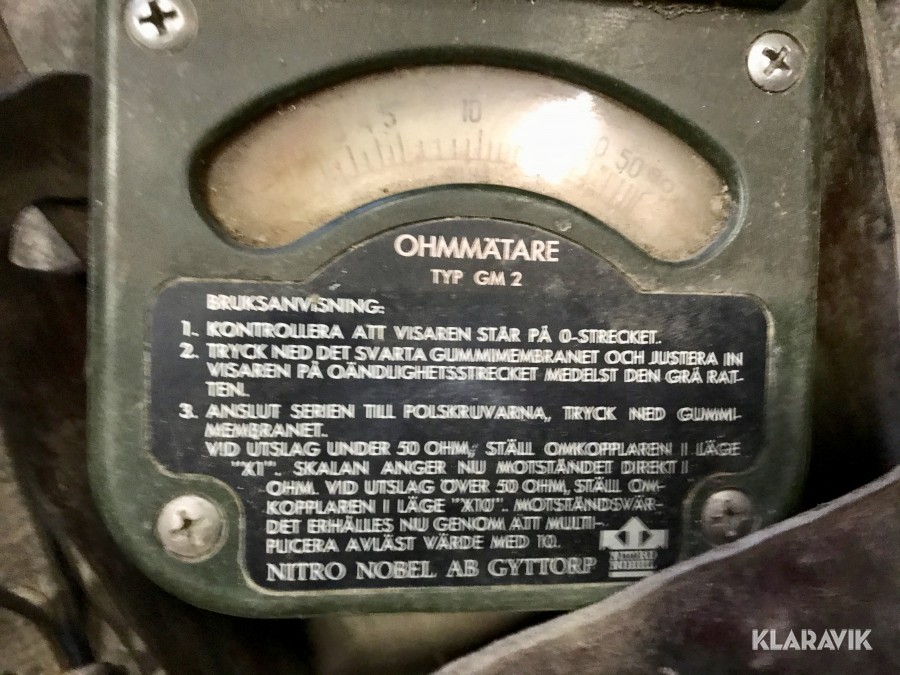 5 10 50
OHMMÄTARE
TYP GM 2
BRUKSANVISNING:
1. KONTROLLERA ATT VISAREN STÅR PÅ 0-STRECKET.
2. TRYCK NED DET SVARTA GUMMIMEMBRANET OCH JUSTERA IN
VISAREN PÅ OÄNDLIGHETSSTRECKET MEDELST DEN GRÅ RAT-
TEN.
3. ANSLUT SERIEN TILL POLSKRUVARNA, TRYCK NED GUMMI-
MEMBRANET.
VID UTSLAG UNDER 50 OHM, STÄLL OMKOPPLAREN I LÄGE
"X1". SKALAN ANGER NU MOTSTÅNDET DIREKT I
OHM. VID UTSLAG ÖVER 50 OHM, STÄLL OM-
KOPPLAREN I LÄGE "X10". MOTSTÅNDSVÄR-
DET ERHÅLLES NU GENOM ATT MULTI-
PLICERA AVLÄST VÄRDE MED 10.
NITRO NOBEL AB GYTTORP
NITRO
NOBEL
KLARAVIK